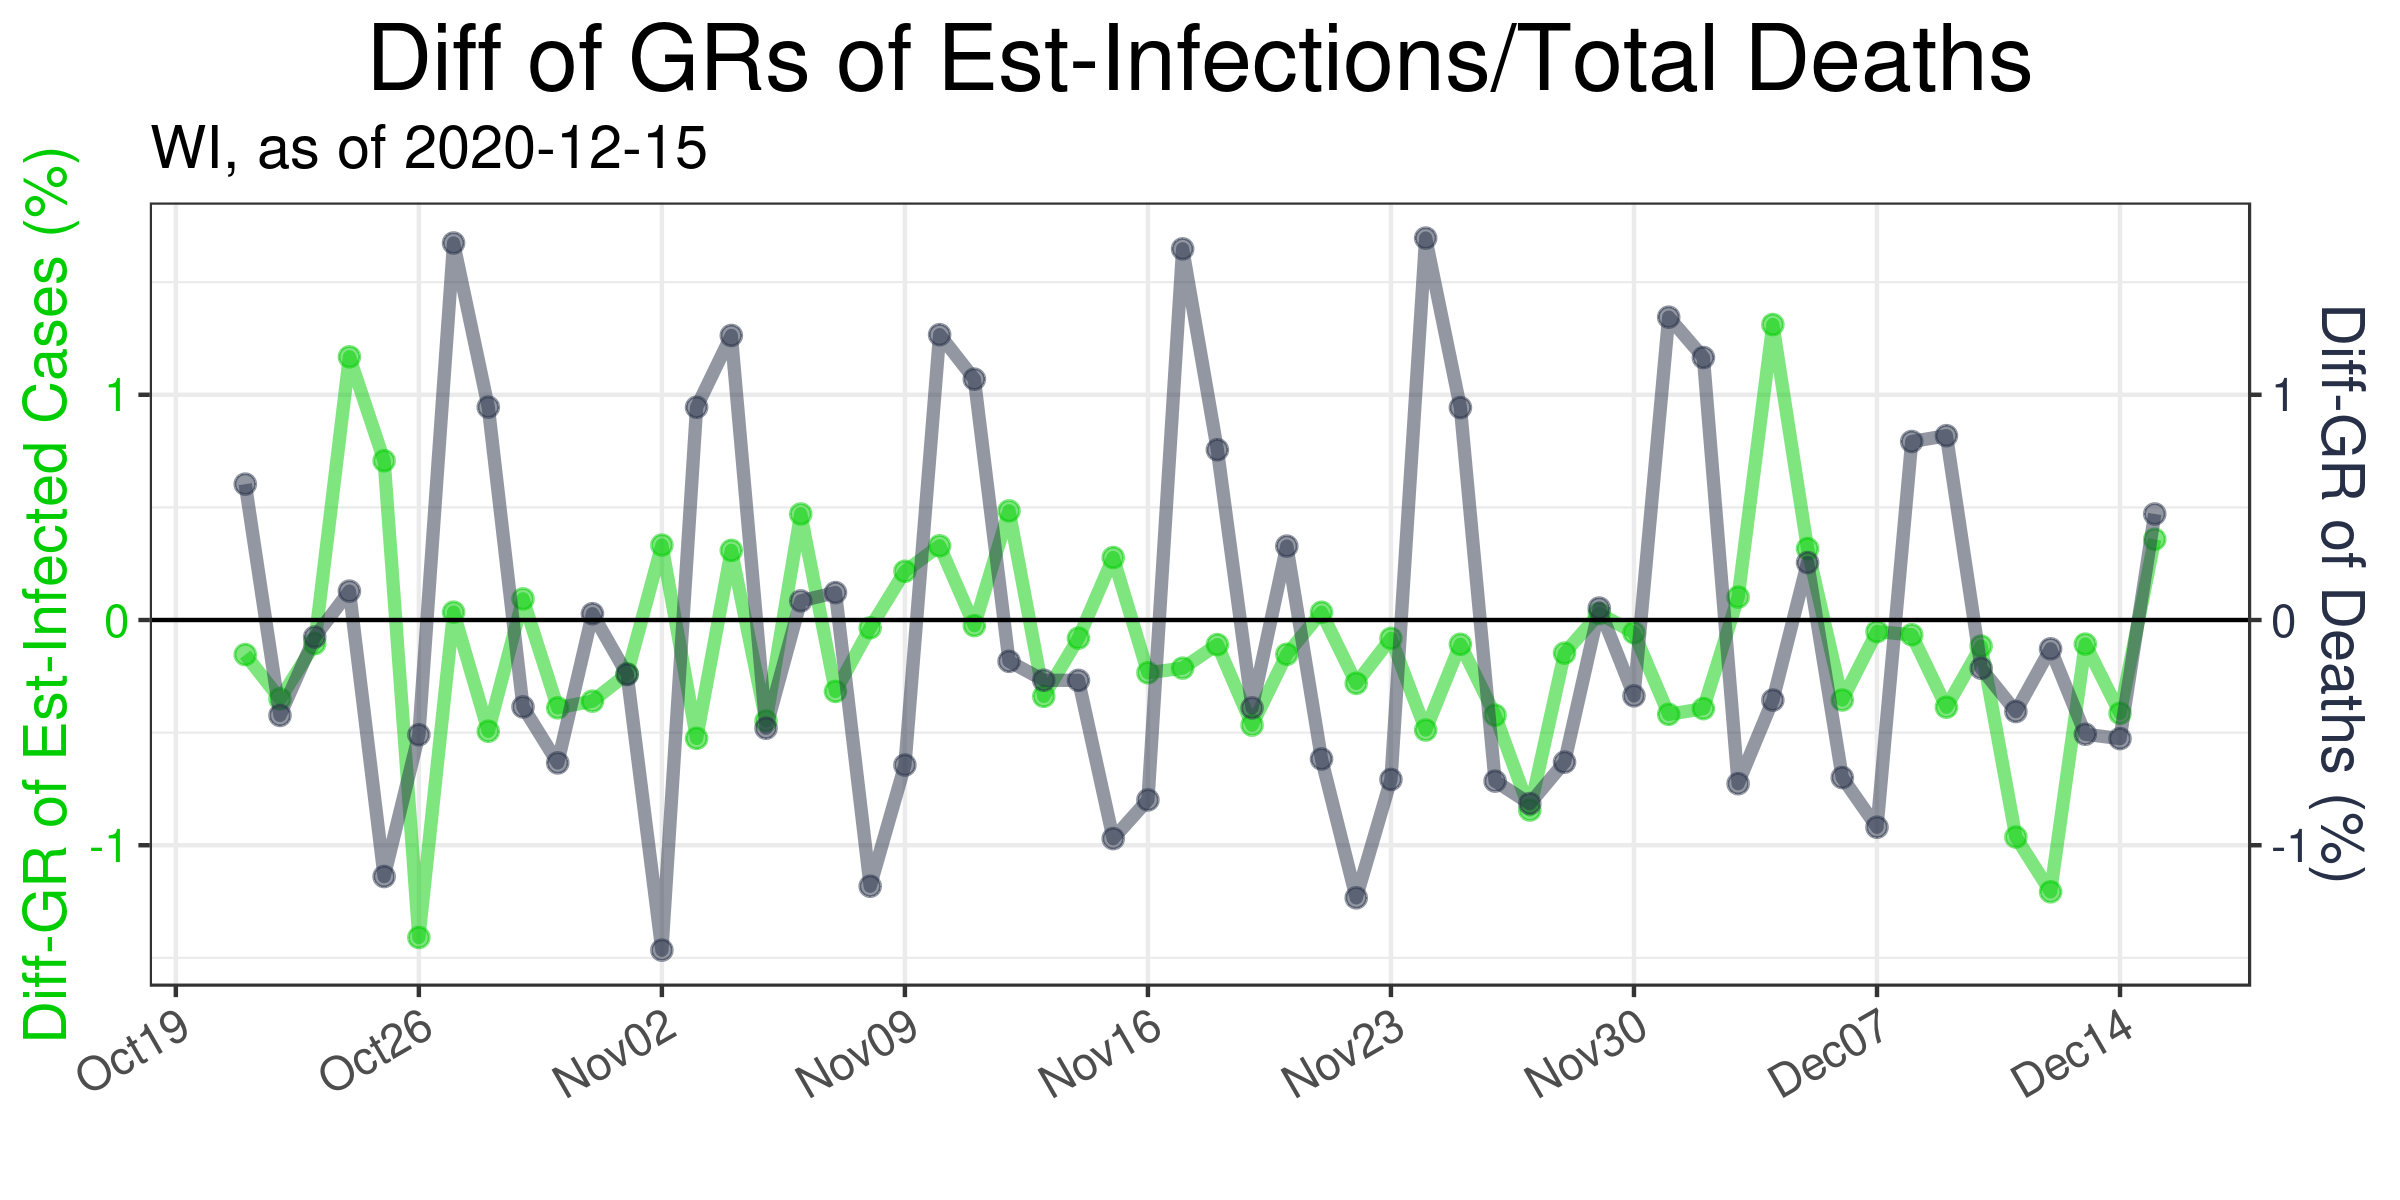 Diff of GRs of Est-Infections/Total Deaths
WI, as of 2020-12-15
Diff-GR of Est-Infected Cases (%)
1
0
-1
1
0
-1
Diff-GR of Deaths (%)
Oct19
Oct26
Nov02
Nov09
Nov16
Nov23
Nov30
Dec07
Dec14